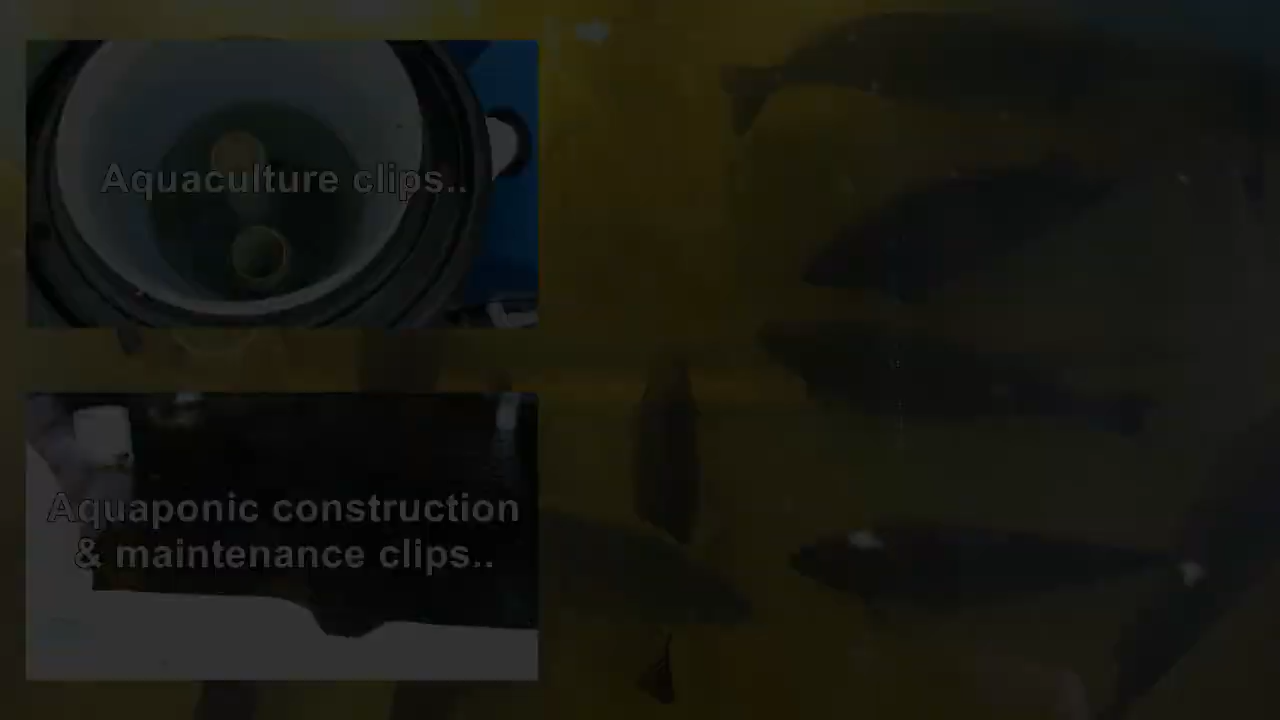 Aquaculture clips..
Aquaponic construction
& maintenance clips..